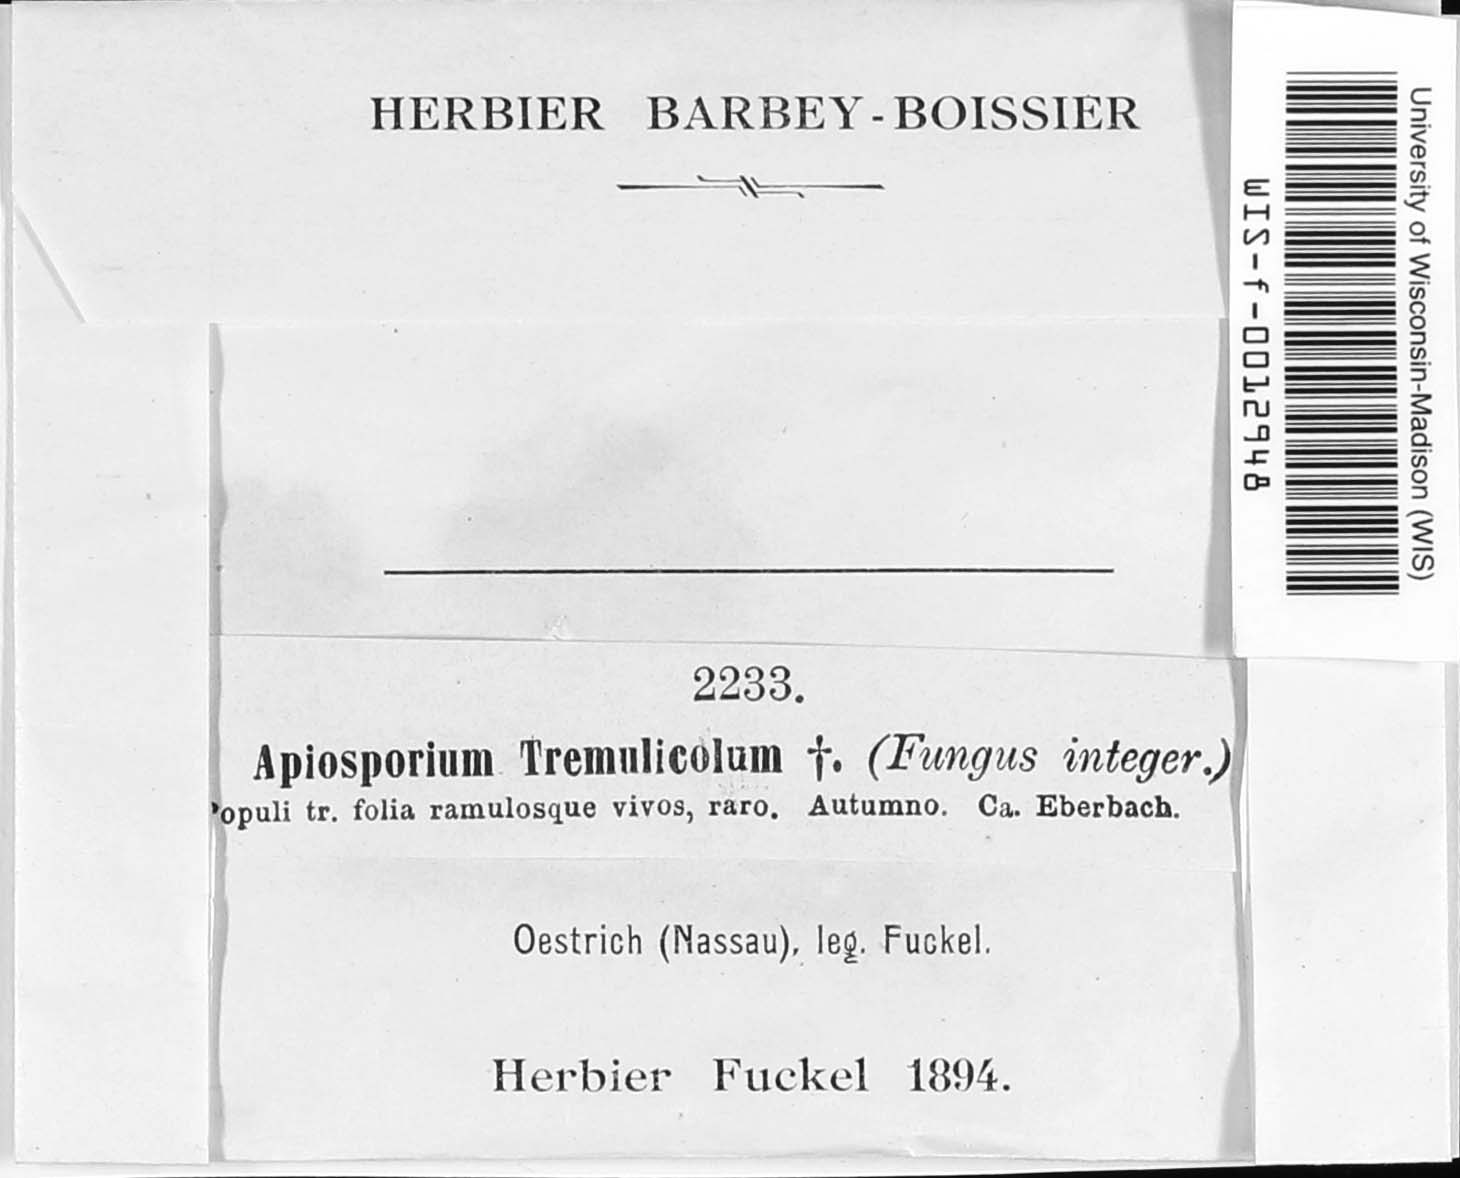 HERBIER BARBEY-BOISSIER
2233.
Apiosporium Tremulicolum †. (Fungus integer.)
Populi tr. folia ramulosque vivos, raro. Autumno. Ca. Eberbach.
Oestrich (Nassau), leg. Fuckel.
Herbier Fuckel 1894.
University of Wisconsin-Madison (WIS)
WIS-f-0012948